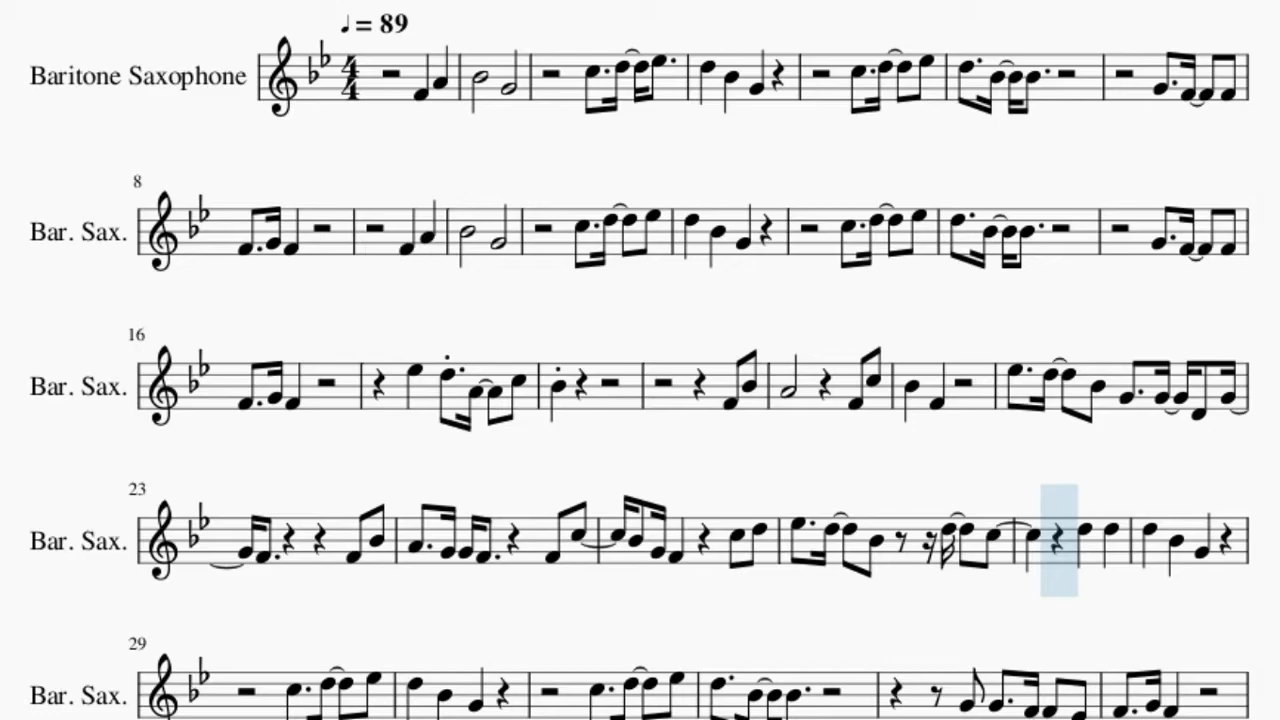 ♩ = 89
Baritone Saxophone
4
4
8
Bar. Sax.
16
Bar. Sax.
23
Bar. Sax.
29
Bar. Sax.